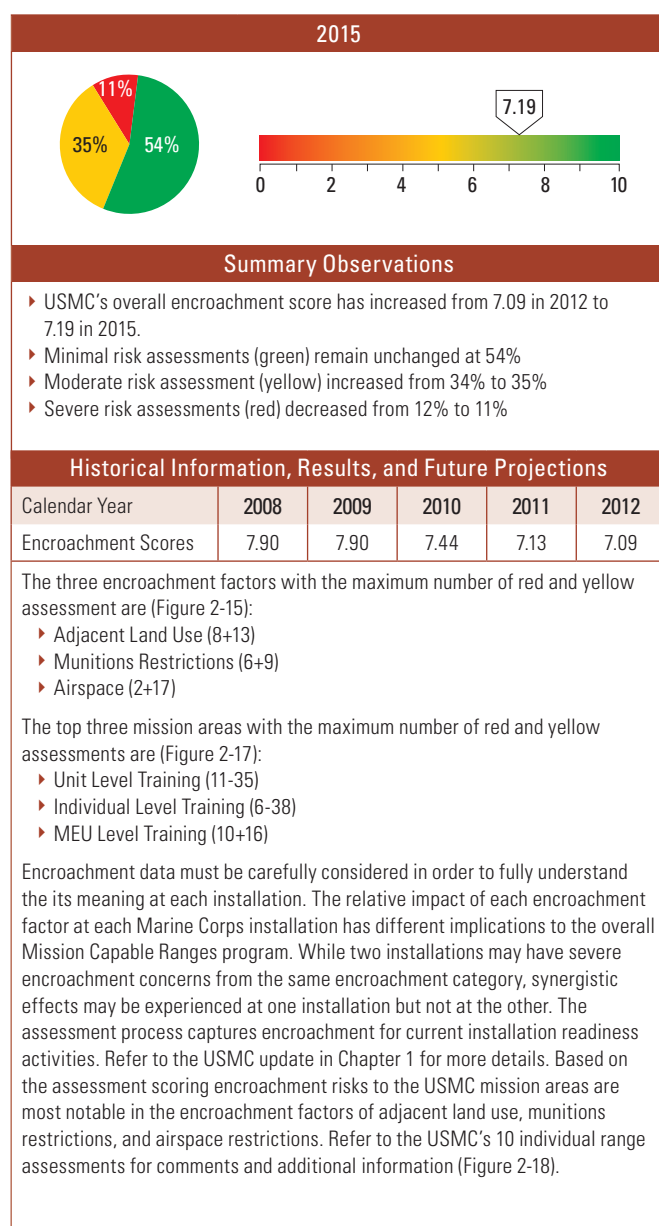 2015
11%
35%
54%
7.19
0 2 4 6 8 10
Summary Observations
USMC's overall encroachment score has increased from 7.09 in 2012 to
7.19 in 2015.
Minimal risk assessments (green) remain unchanged at 54%
Moderate risk assessment (yellow) increased from 34% to 35%
Severe risk assessments (red) decreased from 12% to 11%
Historical Information, Results, and Future Projections
Calendar Year 2008 2009 2010 2011 2012
Encroachment Scores 7.90 7.90 7.44 7.13 7.09
The three encroachment factors with the maximum number of red and yellow
assessment are (Figure 2-15):
Adjacent Land Use (8+13)
Munitions Restrictions (6+9)
Airspace (2+17)
The top three mission areas with the maximum number of red and yellow
assessments are (Figure 2-17):
Unit Level Training (11-35)
Individual Level Training (6-38)
MEU Level Training (10+16)
Encroachment data must be carefully considered in order to fully understand
the its meaning at each installation. The relative impact of each encroachment
factor at each Marine Corps installation has different implications to the overall
Mission Capable Ranges program. While two installations may have severe
encroachment concerns from the same encroachment category, synergistic
effects may be experienced at one installation but not at the other. The
assessment process captures encroachment for current installation readiness
activities. Refer to the USMC update in Chapter 1 for more details. Based on
the assessment scoring encroachment risks to the USMC mission areas are
most notable in the encroachment factors of adjacent land use, munitions
restrictions, and airspace restrictions. Refer to the USMC's 10 individual range
assessments for comments and additional information (Figure 2-18).